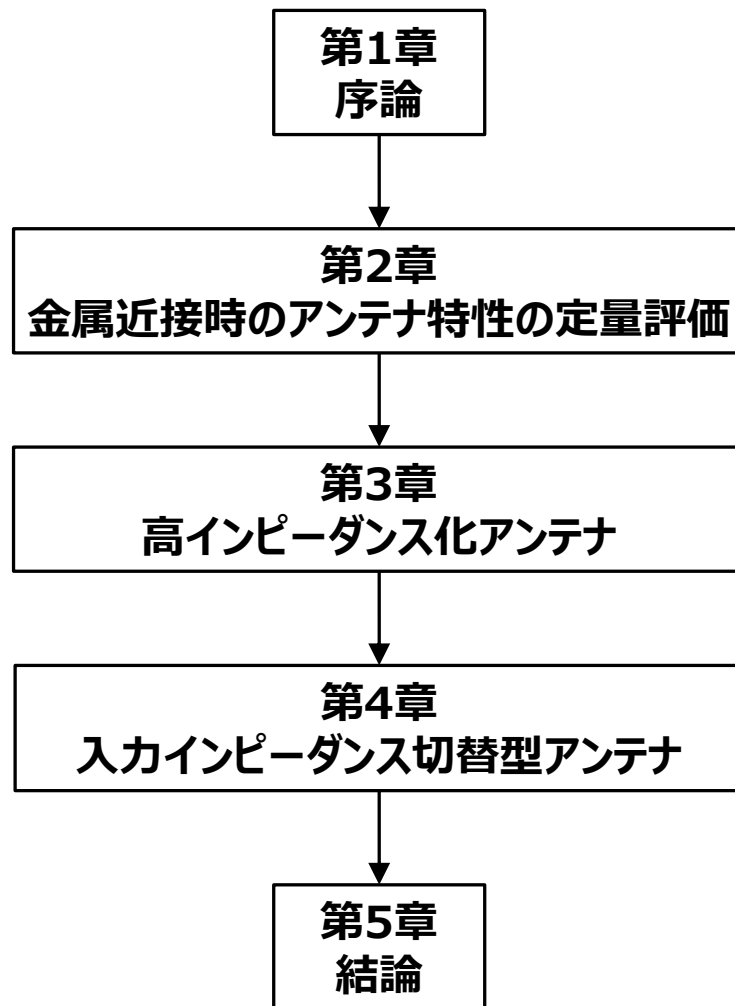 第1章
序論
第2章
金属近接時のアンテナ特性の定量評価
第3章
高インピーダンス化アンテナ
第4章
入力インピーダンス切替型アンテナ
第5章
結論